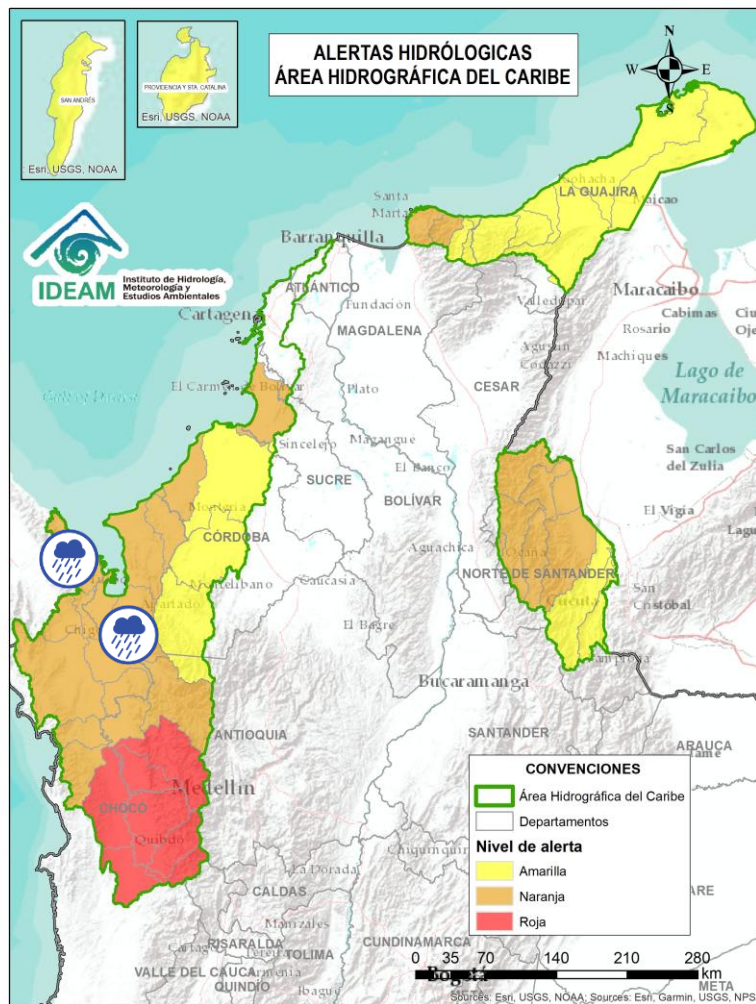 ALERTAS HIDRÓLOGICAS
ÁREA HIDROGRÁFICA DEL CARIBE
N
W
E
S
SAN ANDRÉS
Esri, USGS, NOAA
PROVIDENCIA Y STA. CATALINA
Esri, USGS, NOAA
IDEAM
Instituto de Hidrología,
Meteorología y
Estudios Ambientales
LA GUAJIRA
Maicao
Santa
Marta
Barranquilla
ATLÁNTICO
Cartagena
Fundación
MAGDALENA
Valledupar
Agustín
Codazzi
CESAR
Maracaibo
Cabimas
Rosario
Machiques
Lago de
Maracaibo
El Carmen de Bolívar
Plato
Sincelejo
Magangue
El Banco
SUCRE
BOLÍVAR
San Carlos
del Zulia
El Vigía
Montería
CÓRDOBA
Montelíbano
Caucasia
Aguachica
Ocaña
NORTE DE SANTANDER
Cúcuta
San
Cristóbal
Pamplona
Apartadó
El Bagre
Bucaramanga
ANTIOQUIA
SANTANDER
ARAUCA
Medellín
CHOCÓ
Quibdó
La Dorada
CALDAS
Manizales
RISARALDA
TOLIMA
CUNDINAMARCA
VALLE DEL CAUCA
Armenia
QUINDÍO
Ibagué
Bogotá
META
CONVENCIONES
Área Hidrográfica del Caribe
Departamentos
Nivel de alerta
Amarilla
Naranja
Roja
0 35 70 140 210 280
km
Sources: Esri, USGS, NOAA; Sources: Esri, Garmin, USGS, NPS